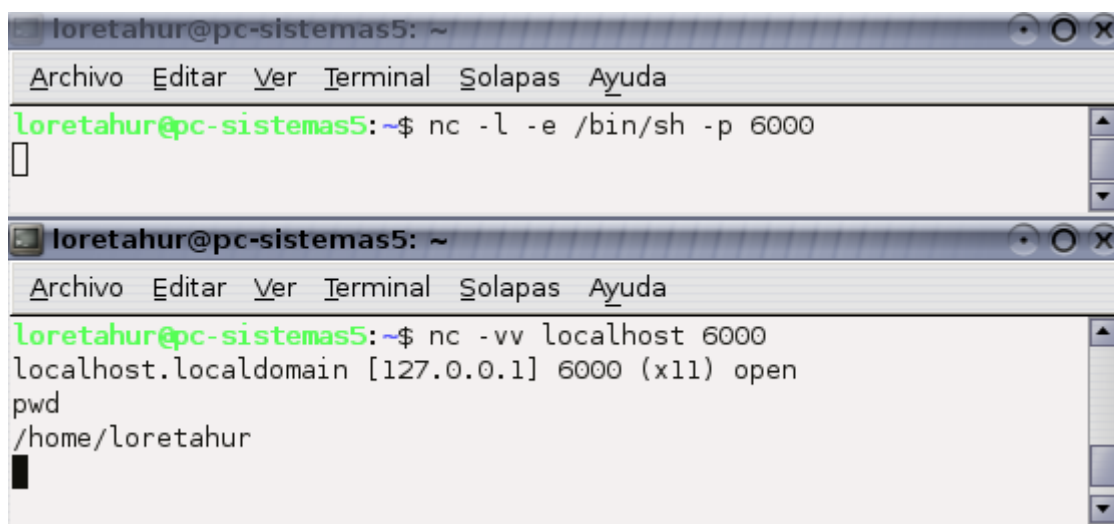 loretahur@pc-sistemas5: ~
Archivo Editar Ver Terminal Solapas Ayuda
loretahur@pc-sistemas5:~$ nc -l -e /bin/sh -p 6000
loretahur@pc-sistemas5: ~
Archivo Editar Ver Terminal Solapas Ayuda
loretahur@pc-sistemas5:~$ nc -vv localhost 6000
localhost.localdomain [127.0.0.1] 6000 (x11) open
pwd
/home/loretahur